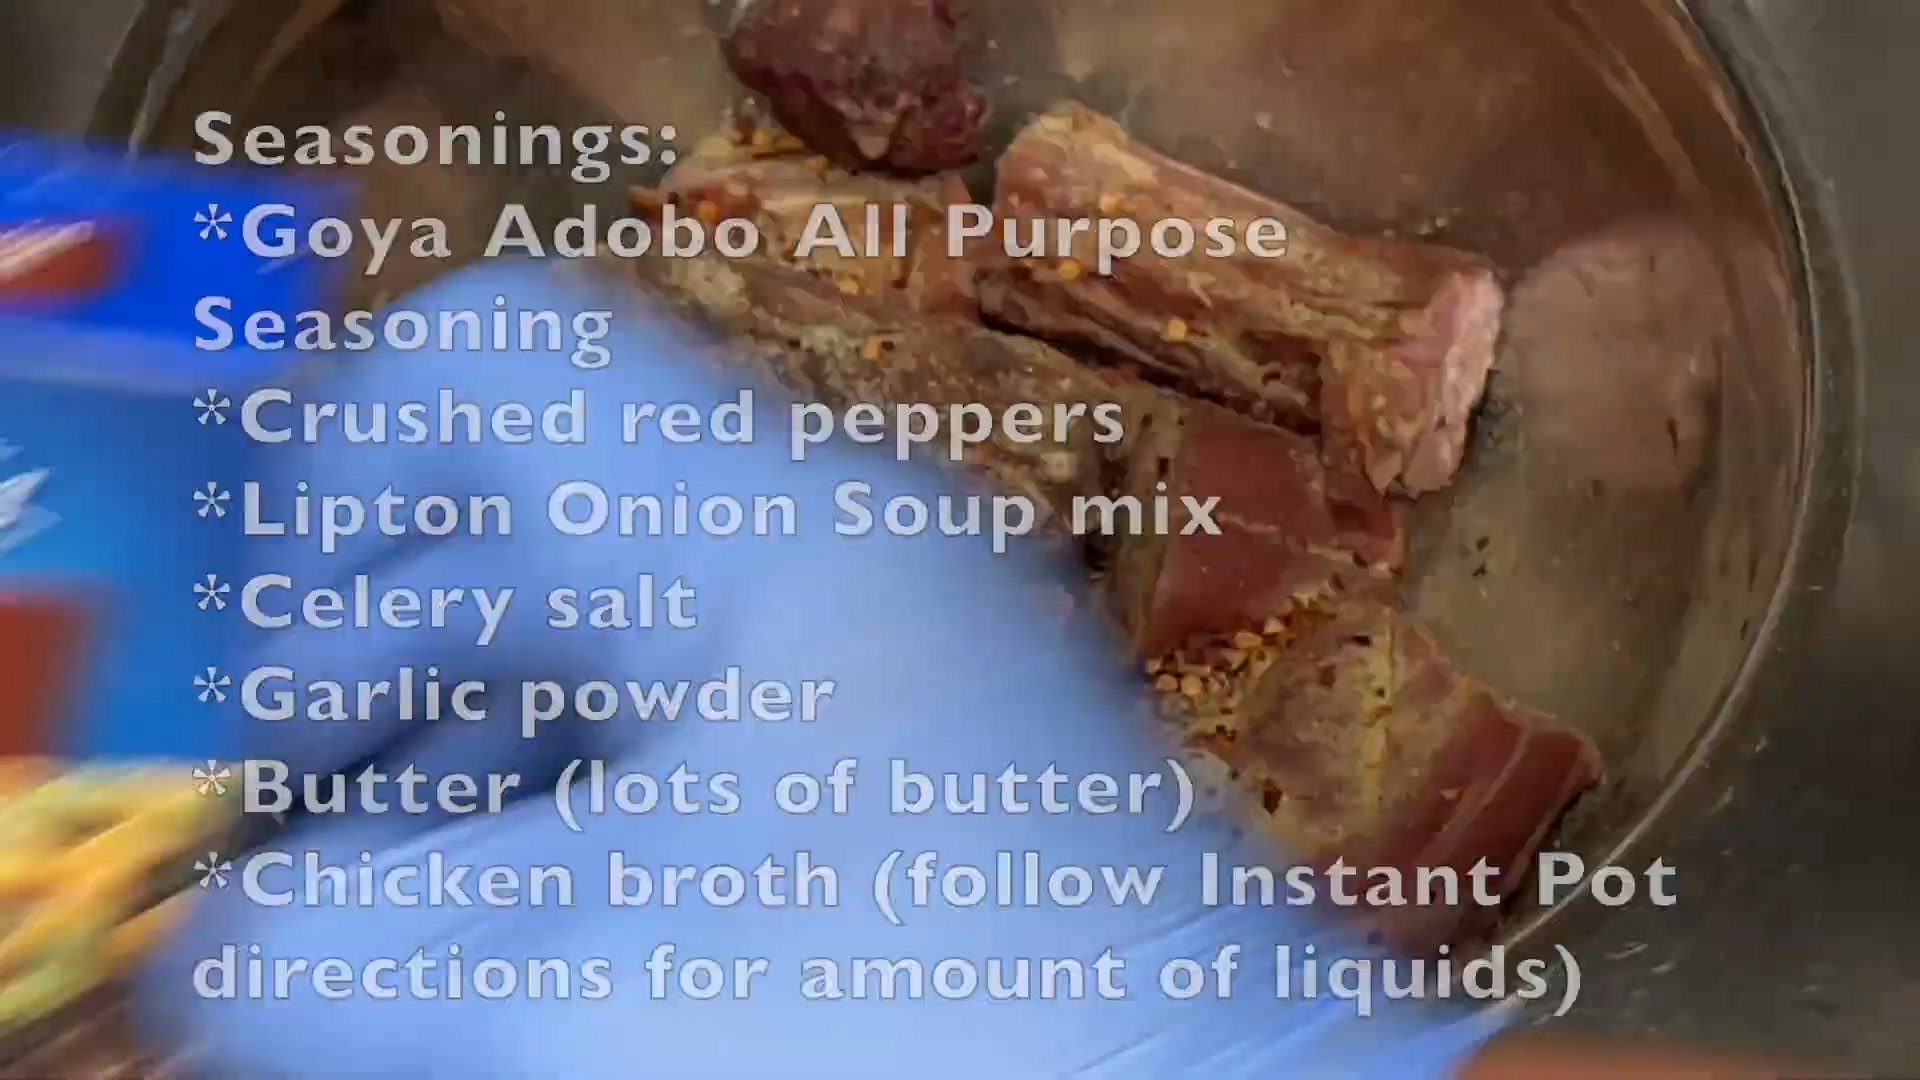 Seasonings:
*Goya Adobo All Purpose
Seasoning
*Crushed red peppers
*Lipton Onion Soup mix
*Celery salt
*Garlic powder
*Butter (lots of butter)
*Chicken broth (follow Instant Pot
directions for amount of liquids)